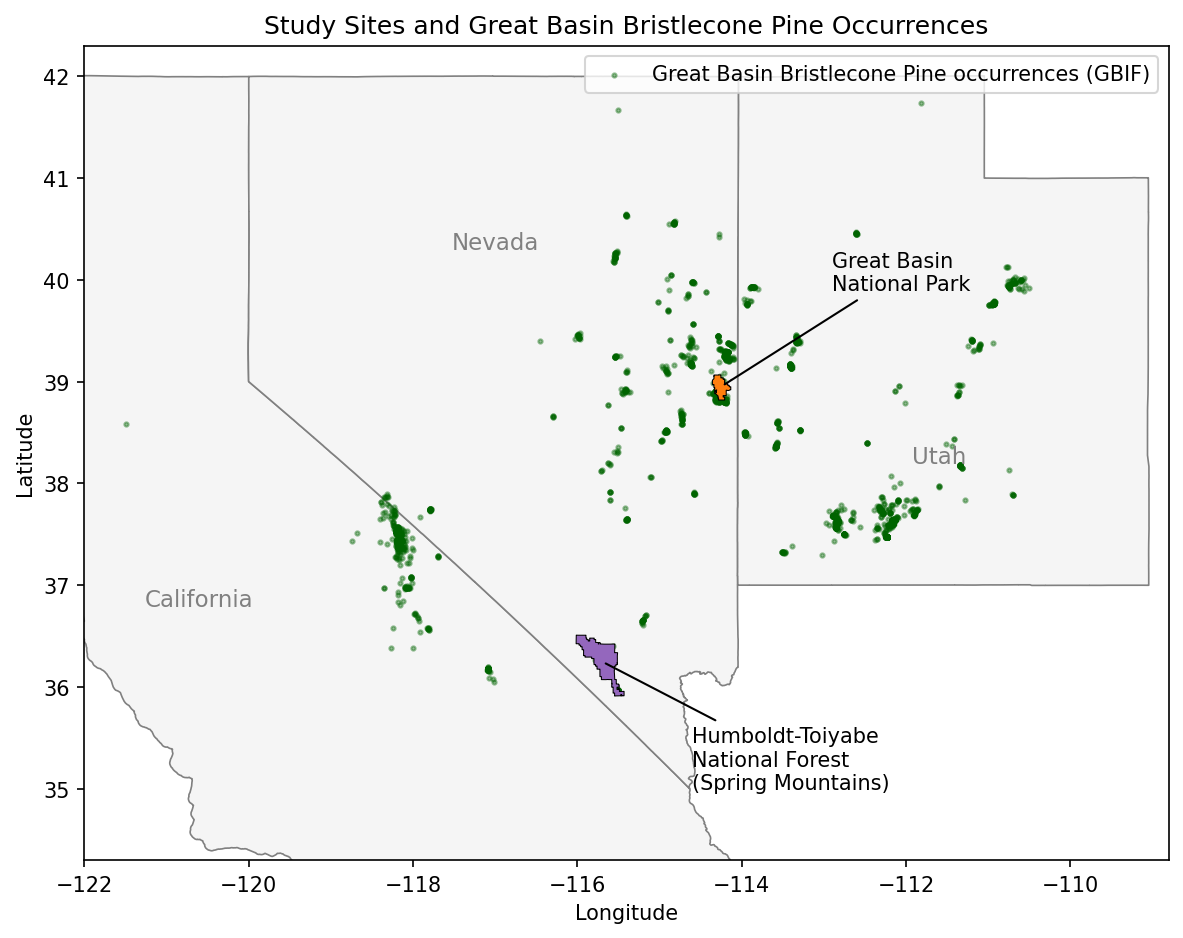 Study Sites and Great Basin Bristlecone Pine Occurrences
Great Basin Bristlecone Pine occurrences (GBIF)
42
41
40
39
38
37
36
35
Latitude
Nevada
Great Basin
National Park
Utah
California
Humboldt-Toiyabe
National Forest
(Spring Mountains)
−122
−120
−118
−116
−114
−112
−110
Longitude